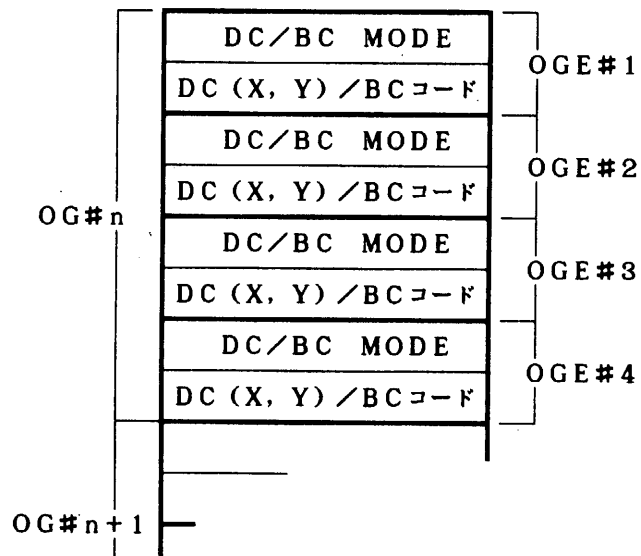 DC/BC MODE
OGE#1
DC(X, Y)/BCコード
DC/BC MODE
OGE#2
DC(X, Y)/BCコード
OG#n
DC/BC MODE
OGE#3
DC(X, Y)/BCコード
DC/BC MODE
OGE#4
DC(X, Y)/BCコード
OG#n+1